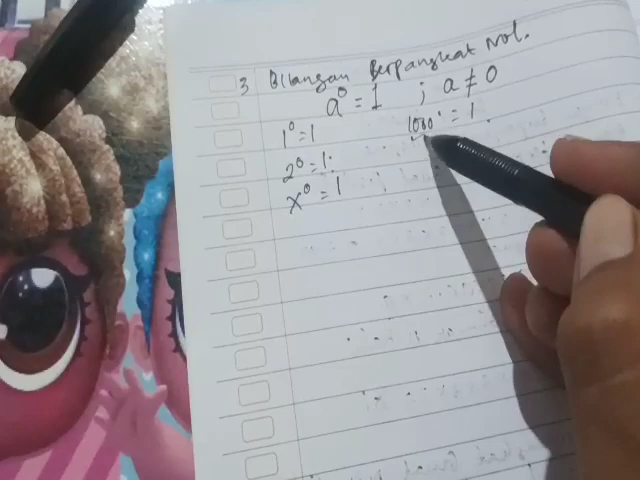 3 Bilangan Berpangkat Nol.
a⁰ = 1 ; a ≠ 0
1⁰ = 1
1000⁰ = 1.
2⁰ = 1.
x⁰ = 1